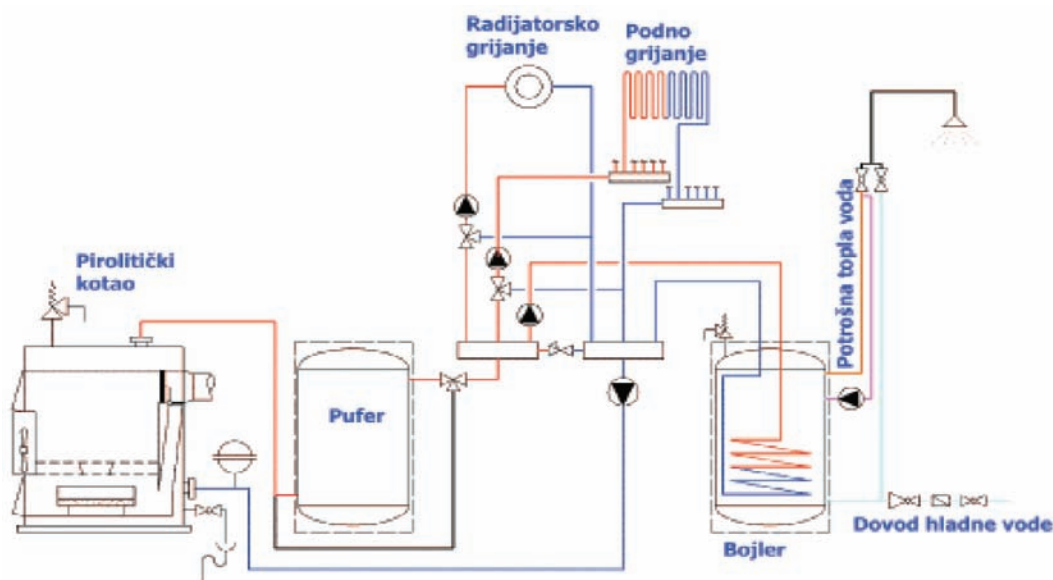 Radijatorsko
grijanje
Podno
grijanje
Pirolitički
kotao
Potrošna topla voda
Pufer
Dovod hladne vode
Bojler